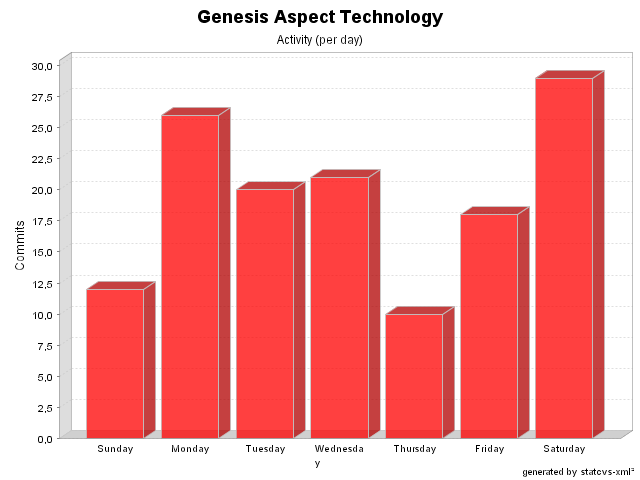 Genesis Aspect Technology
Activity (per day)
Commits
30,0
27,5
25,0
22,5
20,0
17,5
15,0
12,5
10,0
7,5
5,0
2,5
0,0
Sunday Monday Tuesday Wednesda Thursday Friday Saturday
y
generated by statcvs-xml²